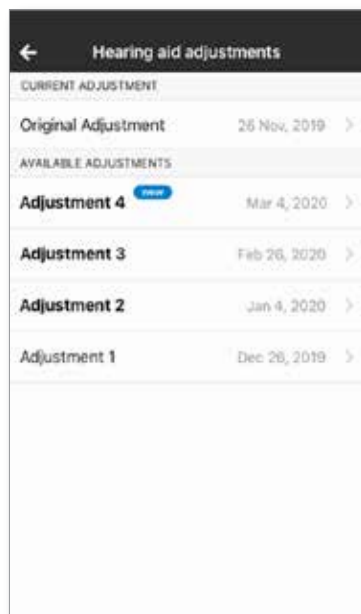 Hearing aid adjustments
CURRENT ADJUSTMENT
Original Adjustment 26 Nov, 2019
AVAILABLE ADJUSTMENTS
Adjustment 4 new Mar 4, 2020
Adjustment 3 Feb 26, 2020
Adjustment 2 Jan 4, 2020
Adjustment 1 Dec 26, 2019